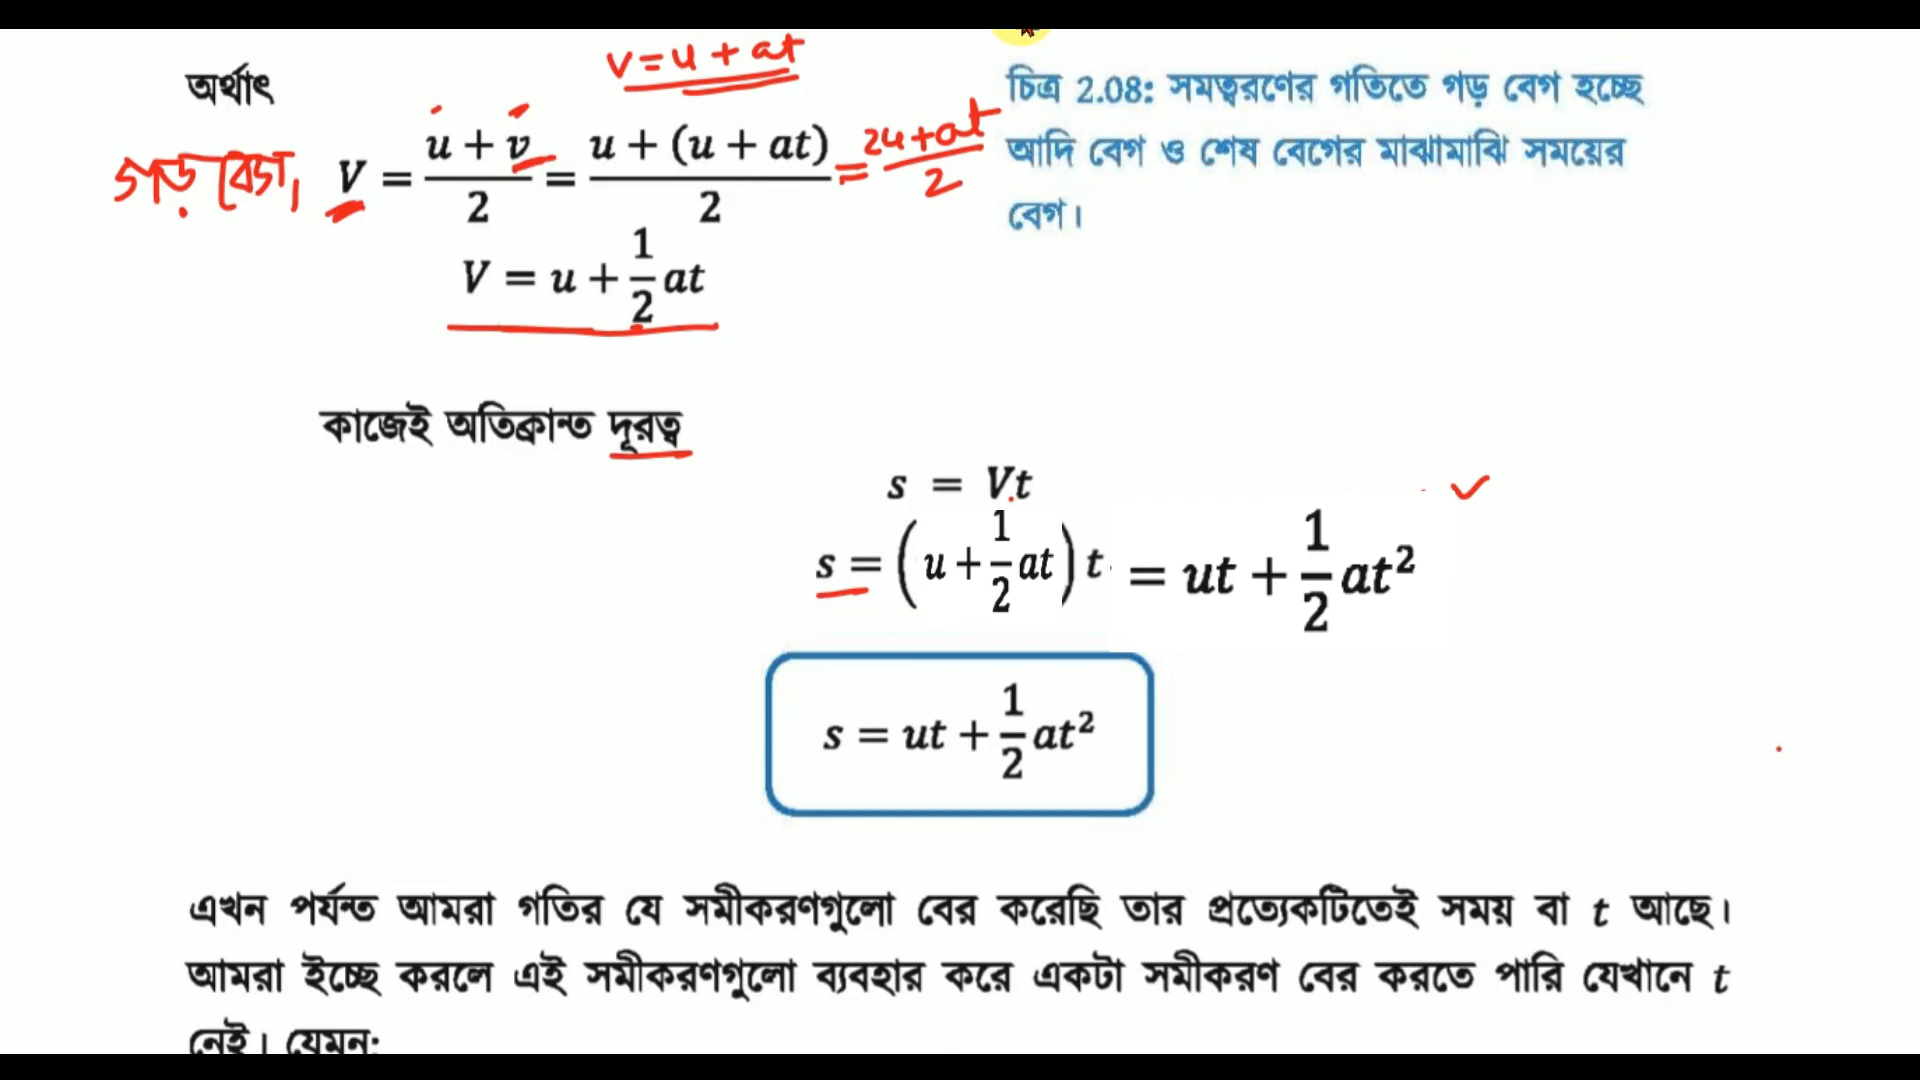 v = u + at
অর্থাৎ
গড় বেগ, V = (u + v)/2 = (u + (u + at))/2 = (2u + at)/2
V = u + 1/2 at
চিত্র 2.08: সমত্বরণের গতিতে গড় বেগ হচ্ছে
আদি বেগ ও শেষ বেগের মাঝামাঝি সময়ের
বেগ।
কাজেই অতিক্রান্ত দূরত্ব
s = Vt
s = (u + 1/2 at) t = ut + 1/2 at²
s = ut + 1/2 at²
এখন পর্যন্ত আমরা গতির যে সমীকরণগুলো বের করেছি তার প্রত্যেকটিতেই সময় বা t আছে।
আমরা ইচ্ছে করলে এই সমীকরণগুলো ব্যবহার করে একটা সমীকরণ বের করতে পারি যেখানে t
নেই। যেমন: